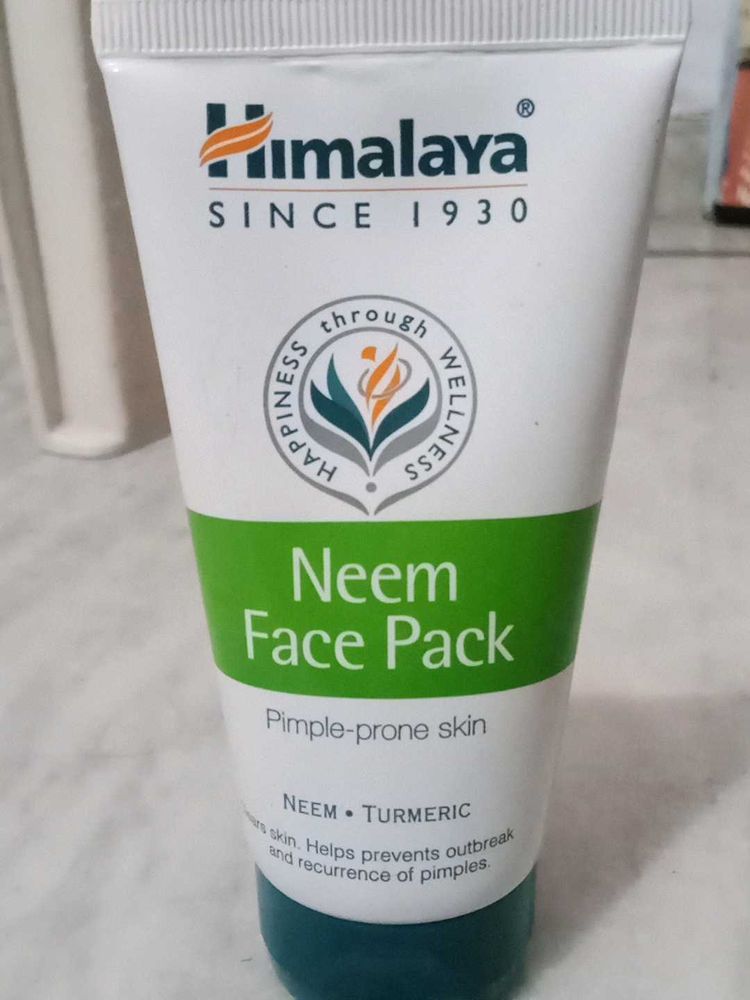 Himalaya®
SINCE 1930
HAPPINESS through WELLNESS
Neem
Face Pack
Pimple-prone skin
NEEM • TURMERIC
skin. Helps prevents outbreak
and recurrence of pimples.